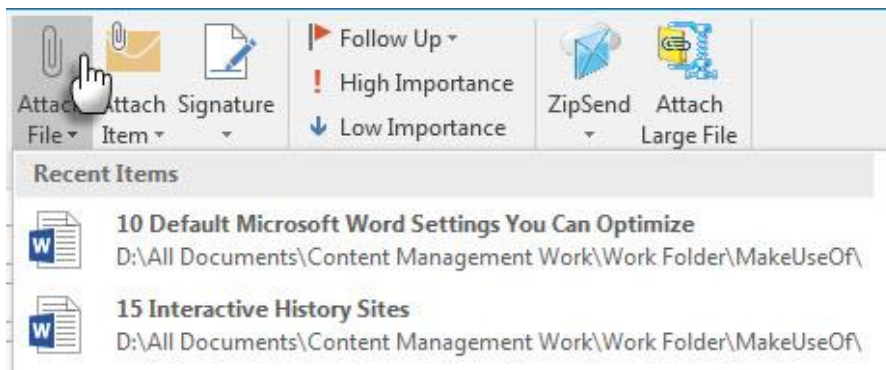 Follow Up
High Importance
Attach Attach Signature ZipSend Attach
File Item Low Importance Large File
Recent Items
10 Default Microsoft Word Settings You Can Optimize
D:\All Documents\Content Management Work\Work Folder\MakeUseOf\
15 Interactive History Sites
D:\All Documents\Content Management Work\Work Folder\MakeUseOf\